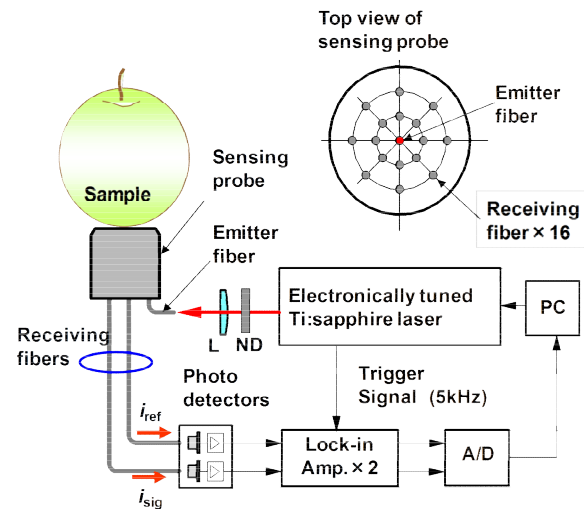 Top view of
sensing probe
Emitter
fiber
Receiving
fiber × 16
Sample
Sensing
probe
Emitter
fiber
Electronically tuned
Ti:sapphire laser
PC
L
ND
Receiving
fibers
Photo
detectors
Trigger
Signal (5kHz)
iref
Lock-in
Amp. × 2
A/D
isig